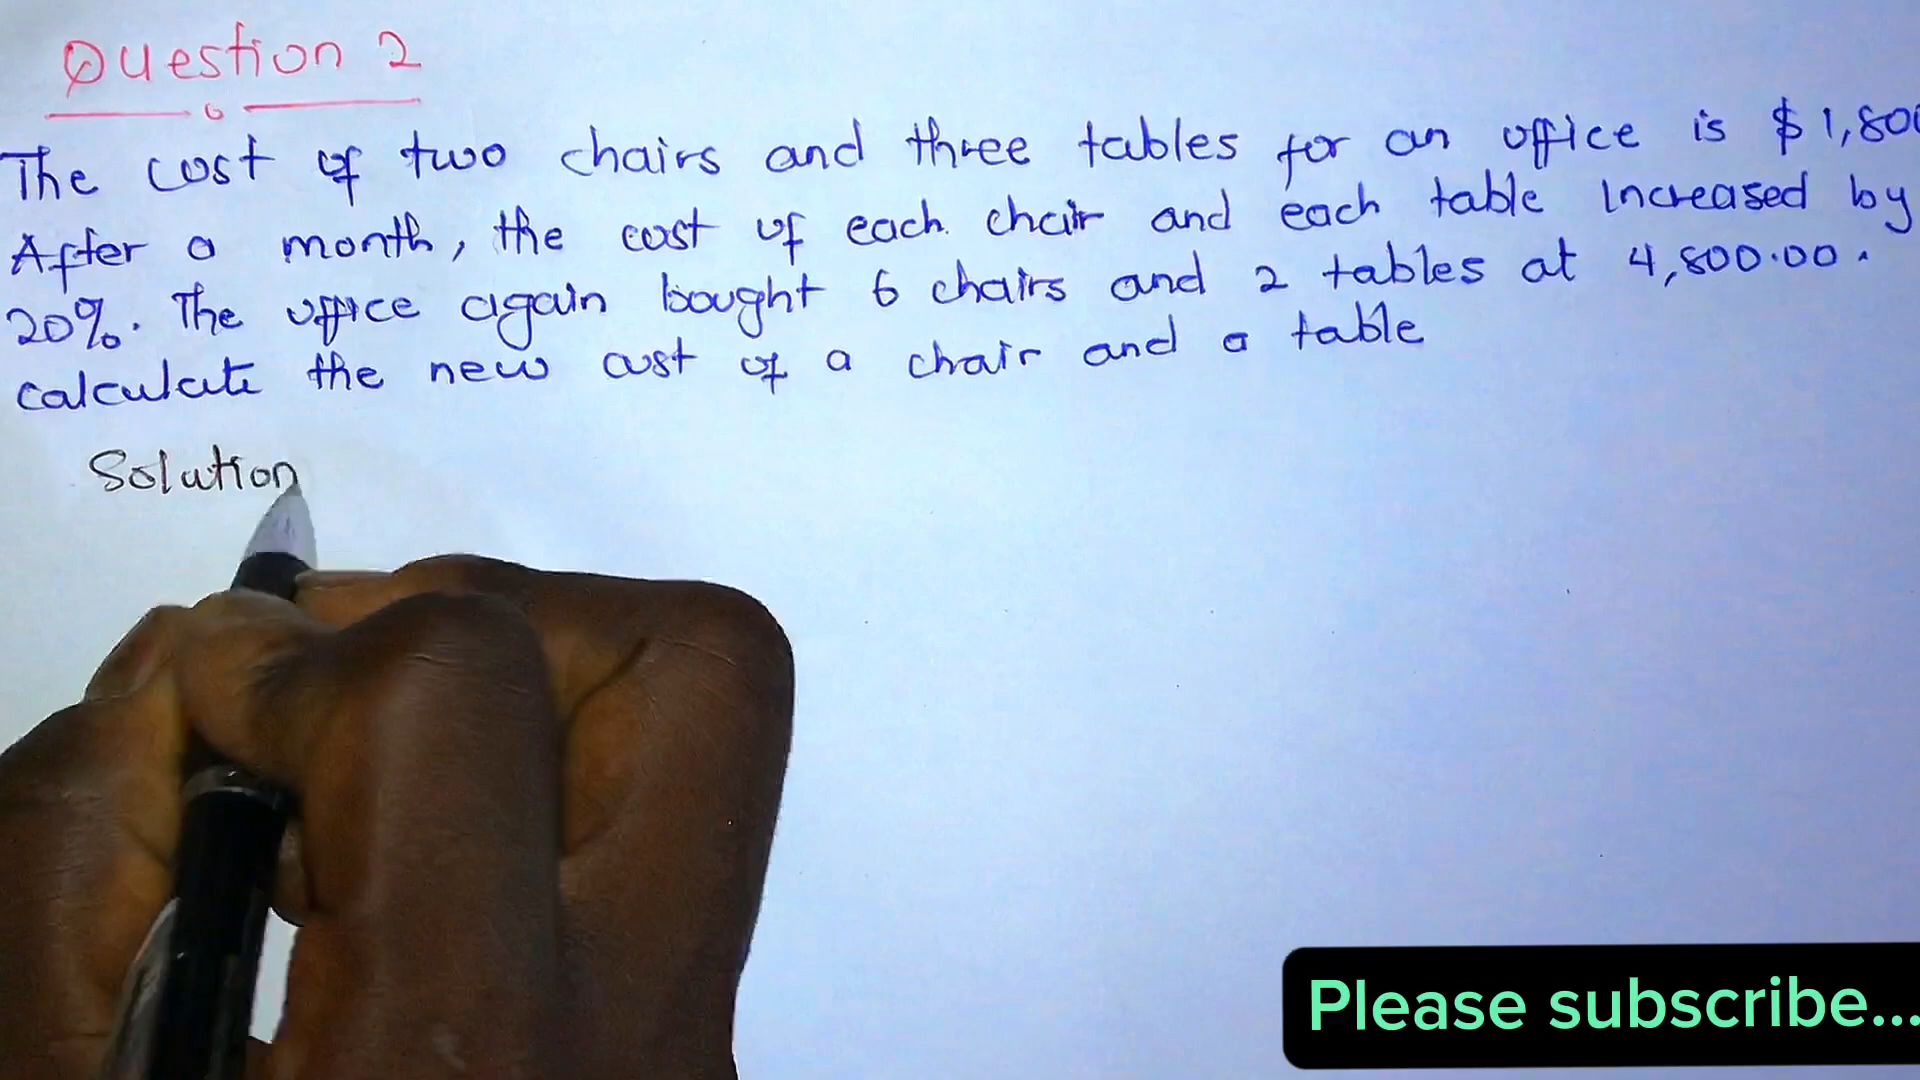 Question 2
The cost of two chairs and three tables for an office is $1,800
After a month, the cost of each chair and each table increased by
20%. The office again bought 6 chairs and 2 tables at 4,800.00.
calculate the new cost of a chair and a table
Solution
Please subscribe...